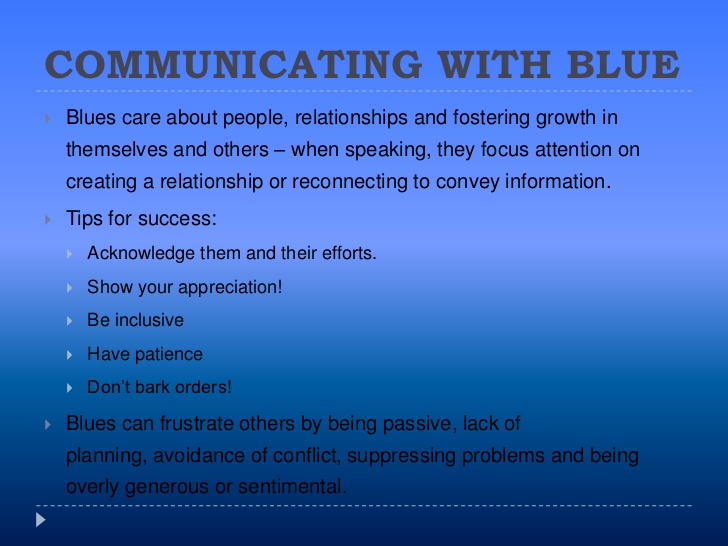 COMMUNICATING WITH BLUE
Blues care about people, relationships and fostering growth in
themselves and others – when speaking, they focus attention on
creating a relationship or reconnecting to convey information.
Tips for success:
Acknowledge them and their efforts.
Show your appreciation!
Be inclusive
Have patience
Don’t bark orders!
Blues can frustrate others by being passive, lack of
planning, avoidance of conflict, suppressing problems and being
overly generous or sentimental.